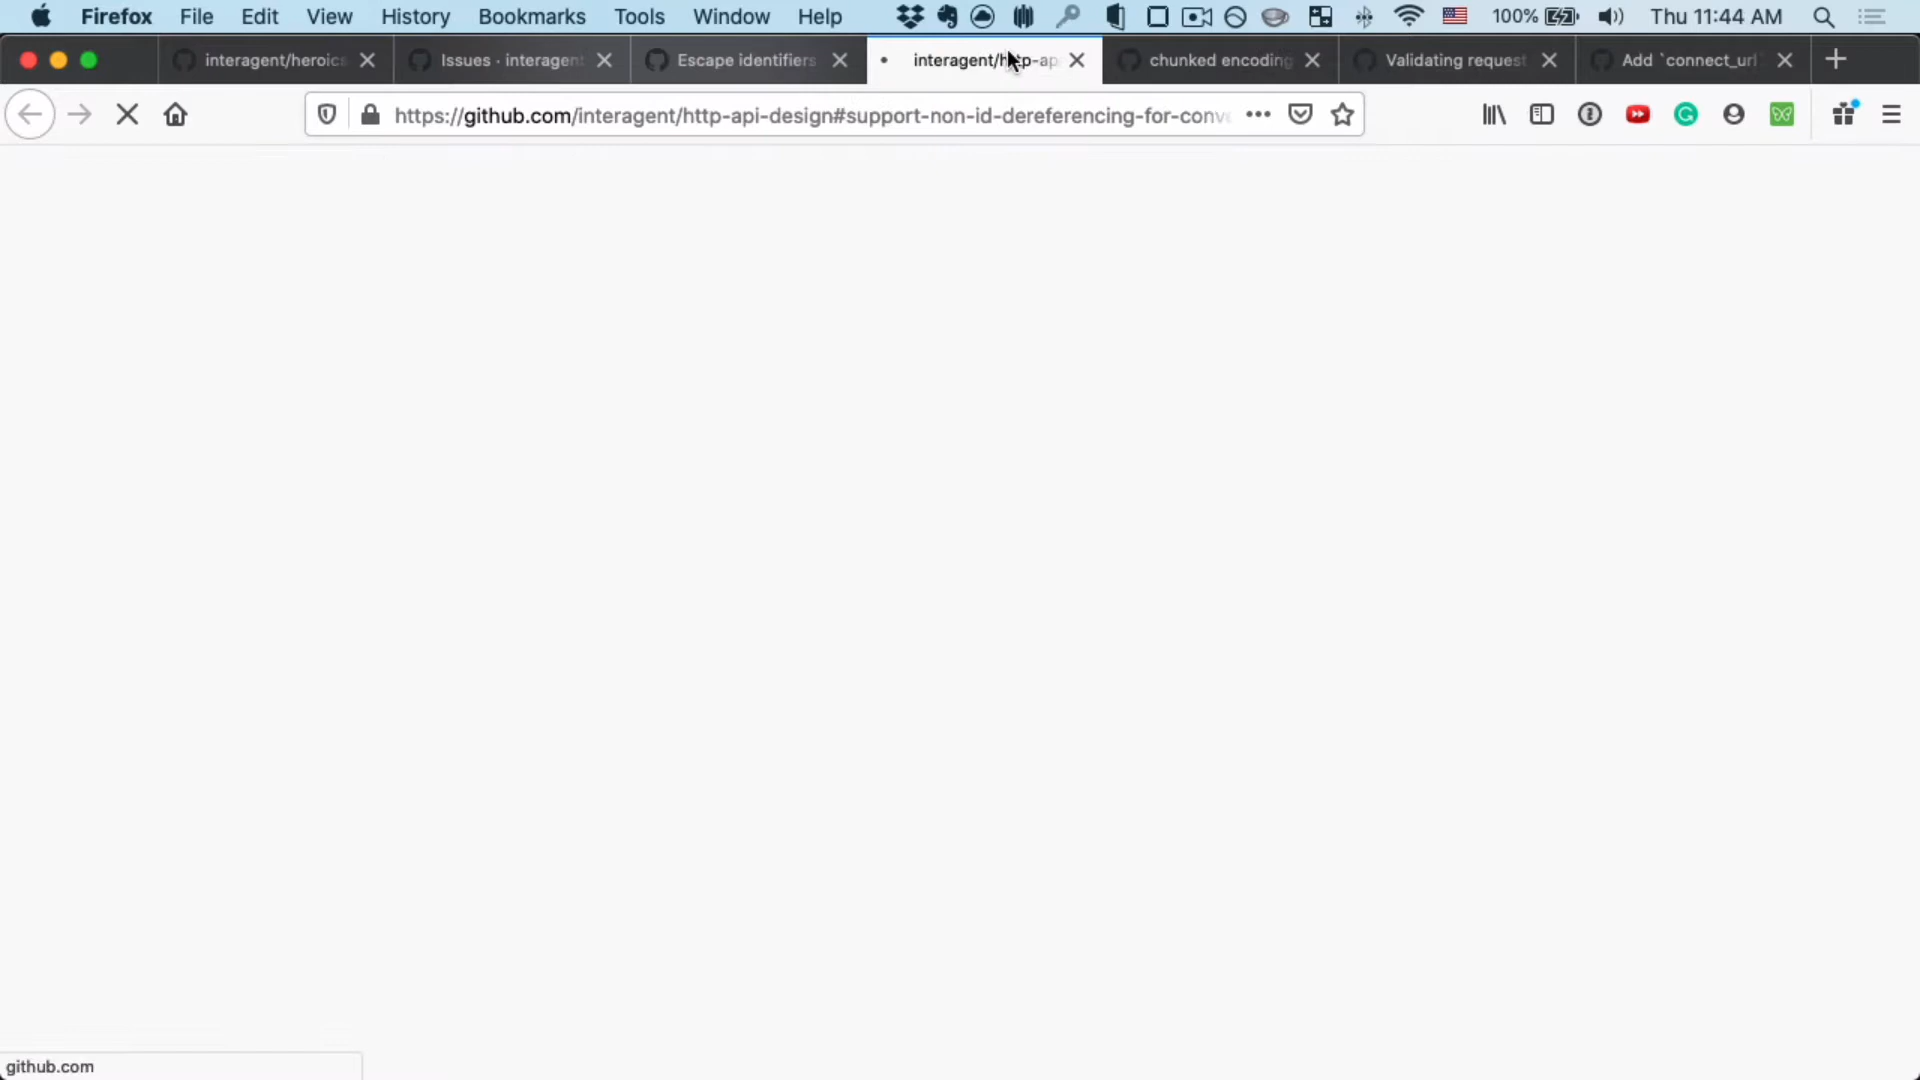 Firefox File Edit View History Bookmarks Tools Window Help 100% Thu 11:44 AM
interagent/heroics Issues · interagent Escape identifiers interagent/http-ap chunked encoding Validating request Add `connect_url`
https://github.com/interagent/http-api-design#support-non-id-dereferencing-for-conv
github.com